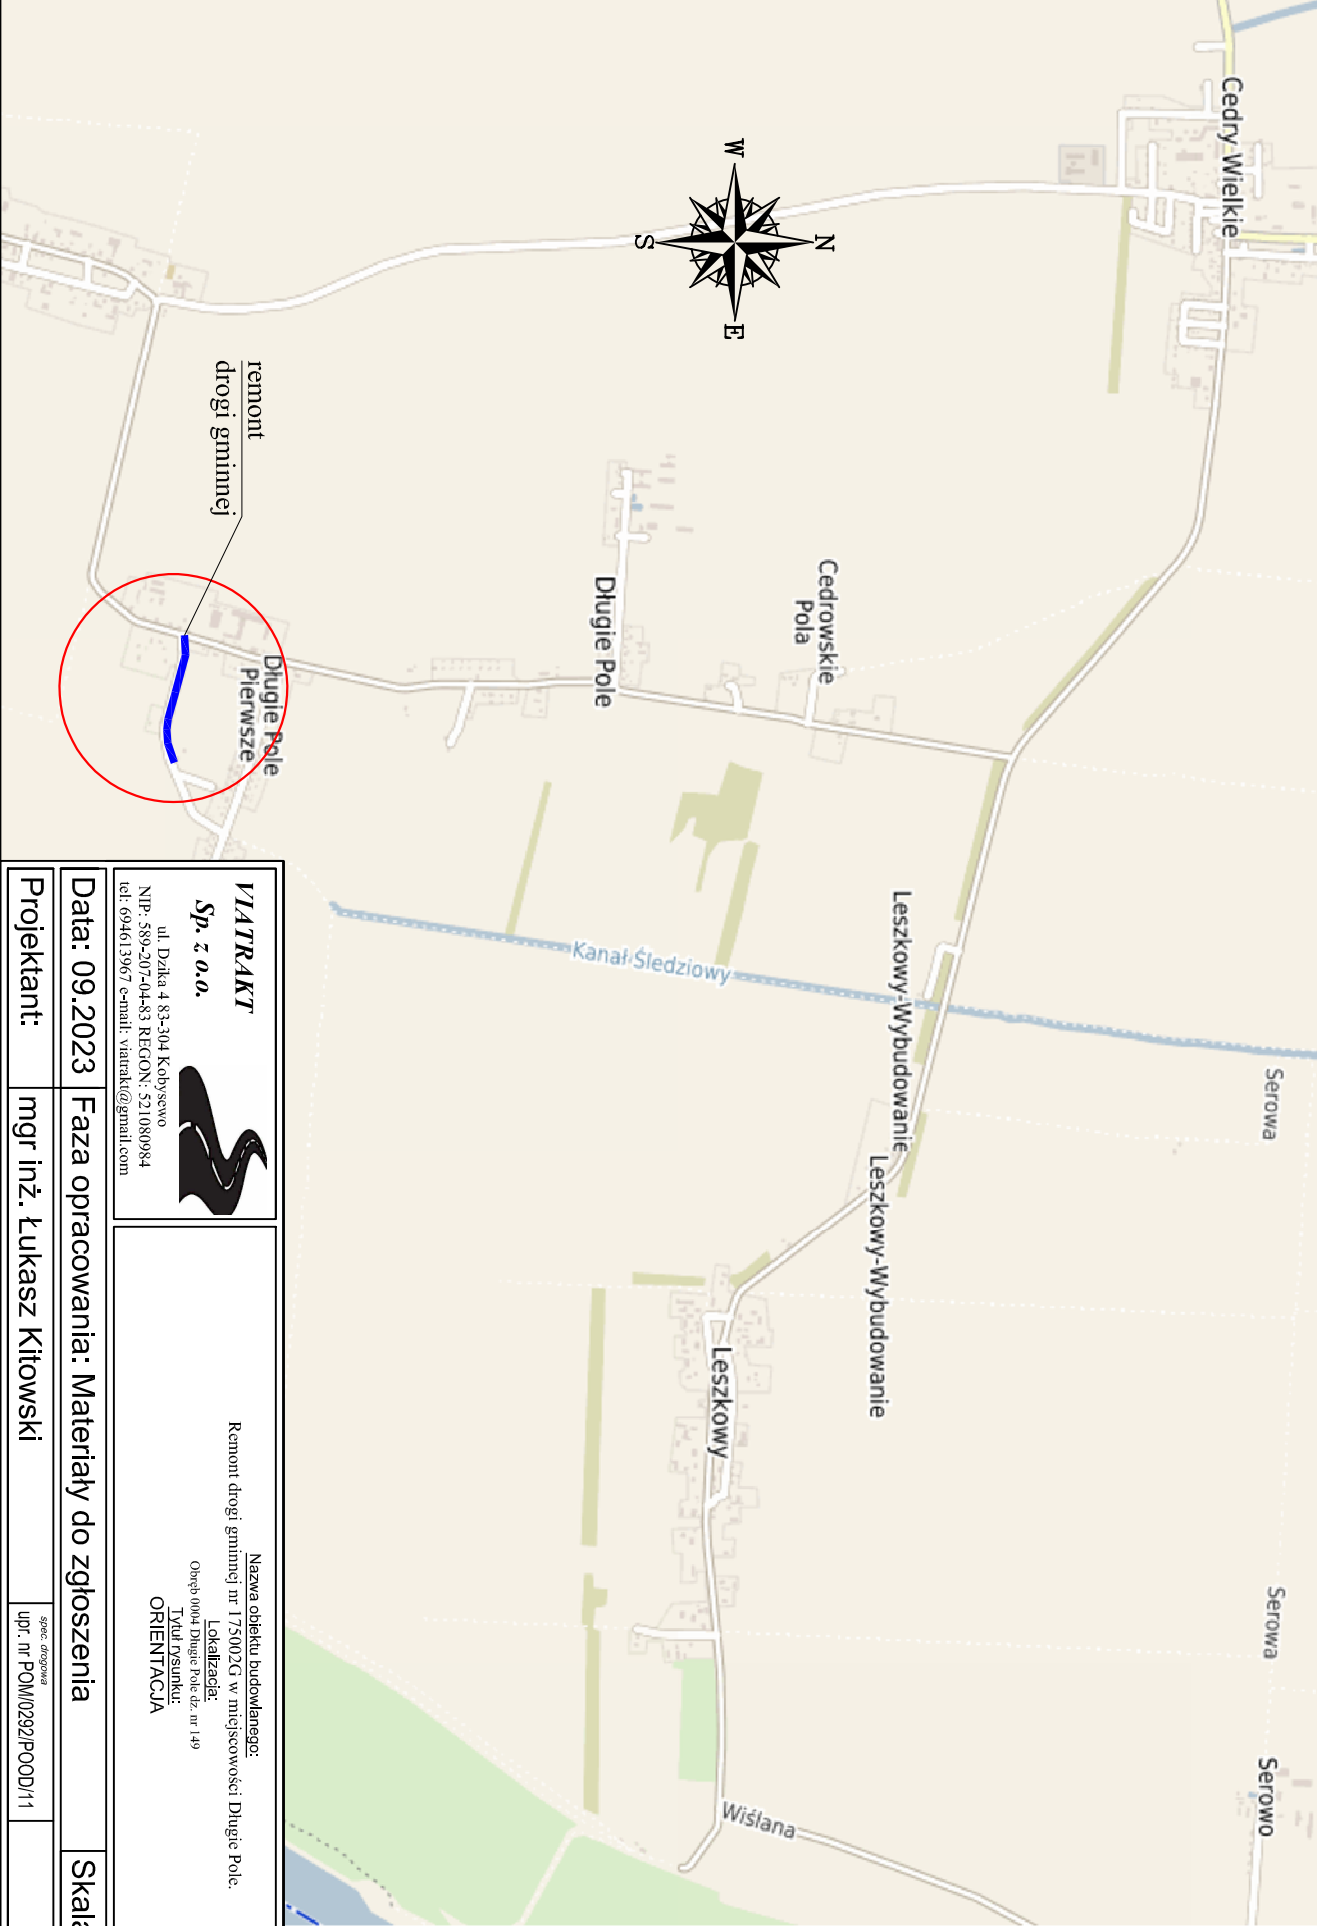 Cedry Wielkie
W
N
S
E
remont
drogi gminnej
Długie Pole
Cedrowskie
Pola
Długie Pole
Pierwsze
Kanał Śledziowy
Leszkowy-Wybudowanie
Leszkowy-Wybudowanie
Serowa
Leszkowy
Serowa
Serowo
Wiślana
VIATRAKT
Sp. z o.o.
ul. Dzika 4 83-304 Kobysewo
NIP: 589-207-04-83 REGON: 521080984
tel: 694613967 e-mail: viatrakt@gmail.com
Nazwa obiektu budowlanego:
Remont drogi gminnej nr 175002G w miejscowości Długie Pole.
Lokalizacja:
Obręb 0004 Długie Pole dz. nr 149
Tytuł rysunku:
ORIENTACJA
Data: 09.2023
Faza opracowania: Materiały do zgłoszenia
Skala
Projektant:
mgr inż. Łukasz Kitowski
spec. drogowa
upr. nr POM/0292/POOD/11